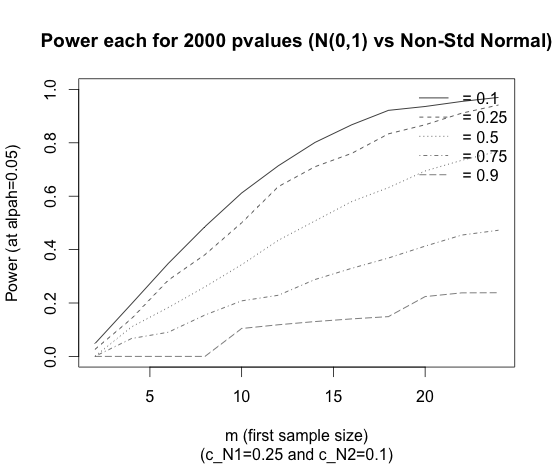 Power each for 2000 pvalues (N(0,1) vs Non-Std Normal)
1.0
0.8
0.6
0.4
0.2
0.0
Power (at alpah=0.05)
= 0.1
= 0.25
= 0.5
= 0.75
= 0.9
5 10 15 20
m (first sample size)
(c_N1=0.25 and c_N2=0.1)